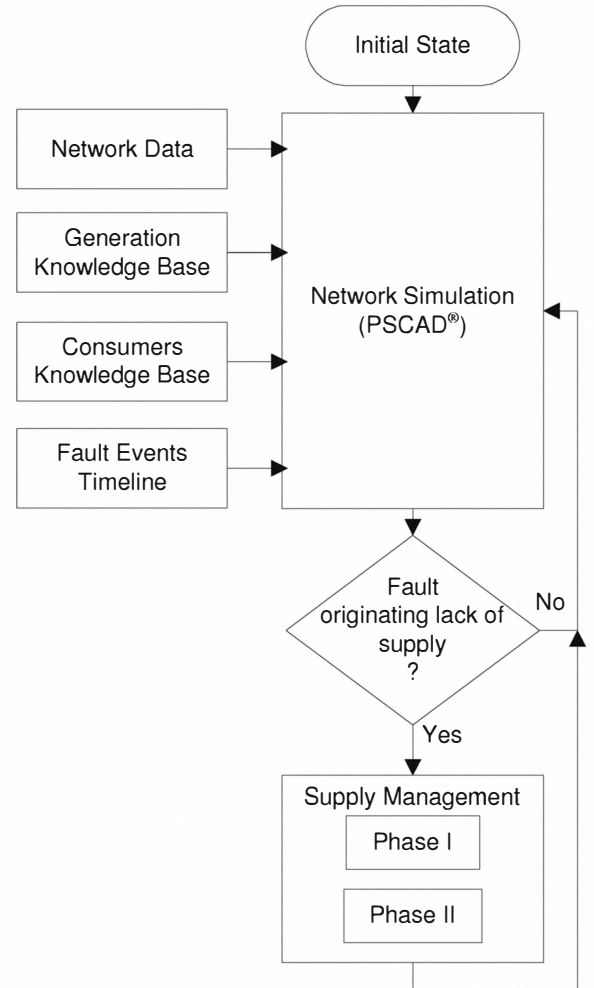 Initial State
Network Data
Generation
Knowledge Base
Consumers
Knowledge Base
Fault Events
Timeline
Network Simulation
(PSCAD®)
Fault
originating lack of
supply
?
No
Yes
Supply Management
Phase I
Phase II